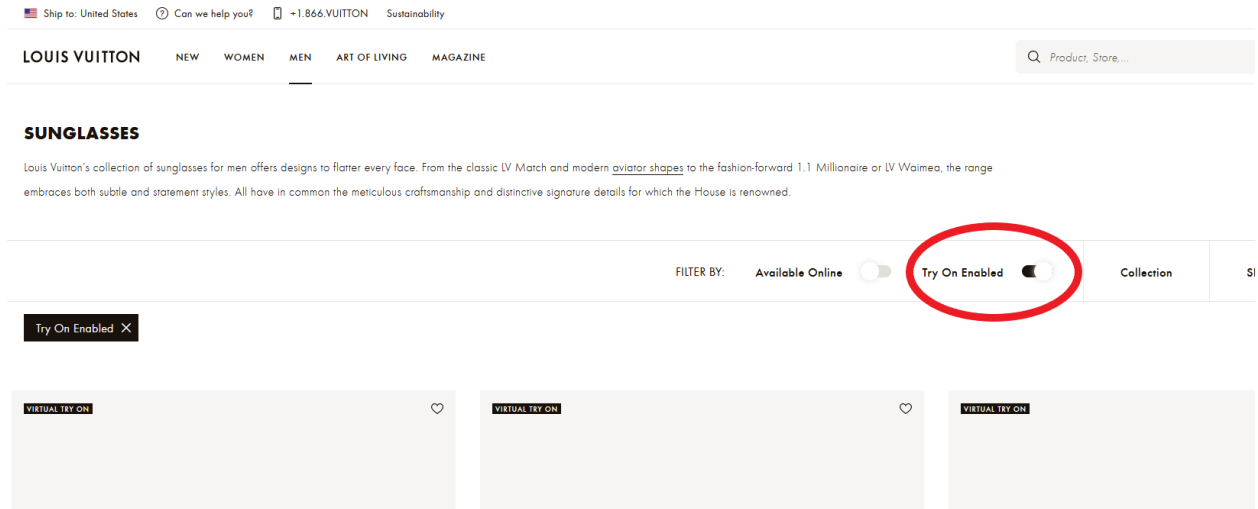 Ship to: United States Can we help you? +1.866.VUITTON Sustainability
LOUIS VUITTON NEW WOMEN MEN ART OF LIVING MAGAZINE Product, Store,...
SUNGLASSES
Louis Vuitton's collection of sunglasses for men offers designs to flatter every face. From the classic LV Match and modern aviator shapes to the fashion-forward 1.1 Millionaire or LV Waimea, the range
embraces both subtle and statement styles. All have in common the meticulous craftsmanship and distinctive signature details for which the House is renowned.
FILTER BY: Available Online Try On Enabled Collection
Try On Enabled X
VIRTUAL TRY ON VIRTUAL TRY ON VIRTUAL TRY ON